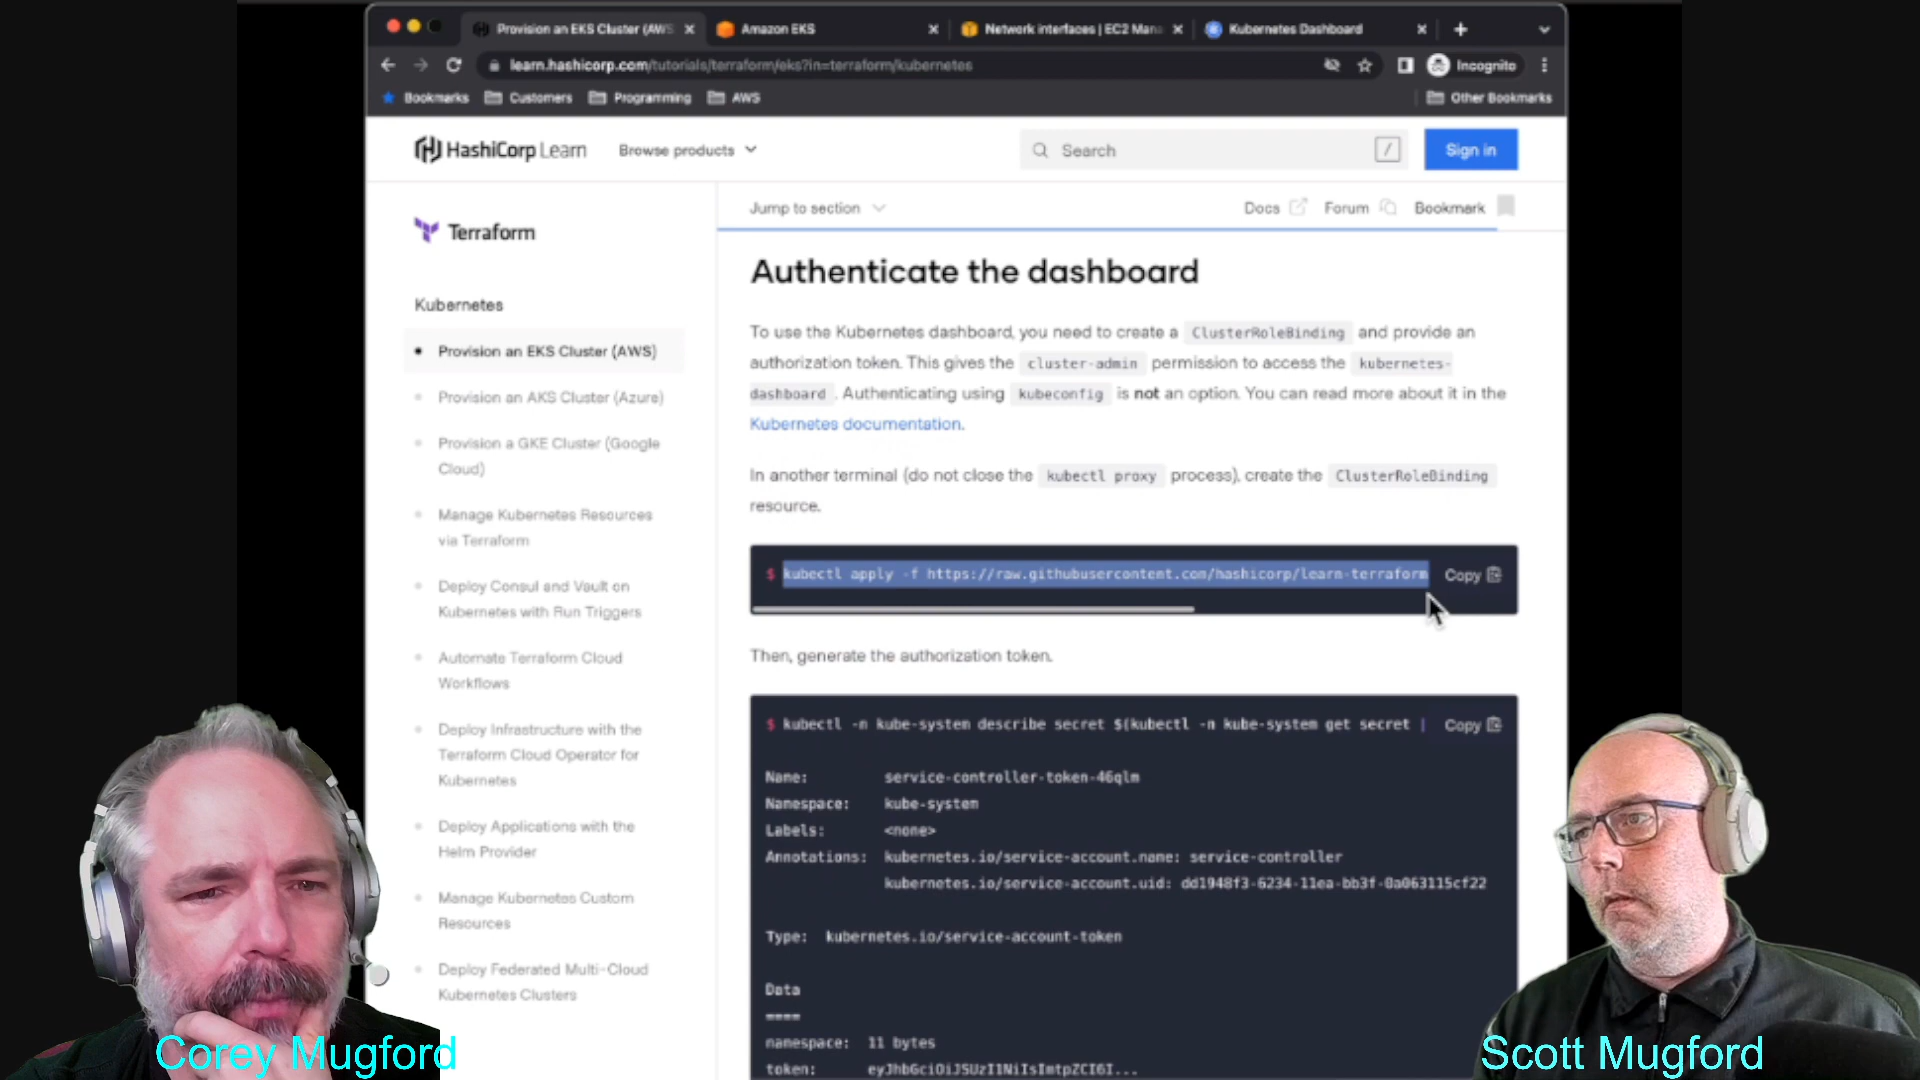 Provision an EKS Cluster (AWS
Amazon EKS
Network interfaces | EC2 Mana
Kubernetes Dashboard
learn.hashicorp.com/tutorials/terraform/eks?in=terraform/kubernetes
Incognito
Bookmarks
Customers
Programming
AWS
Other Bookmarks
HashiCorp Learn
Browse products
Search
/
Sign in
Terraform
Kubernetes
Provision an EKS Cluster (AWS)
Provision an AKS Cluster (Azure)
Provision a GKE Cluster (Google
Cloud)
Manage Kubernetes Resources
via Terraform
Deploy Consul and Vault on
Kubernetes with Run Triggers
Automate Terraform Cloud
Workflows
Deploy Infrastructure with the
Terraform Cloud Operator for
Kubernetes
Deploy Applications with the
Helm Provider
Manage Kubernetes Custom
Resources
Deploy Federated Multi-Cloud
Kubernetes Clusters
Jump to section
Docs
Forum
Bookmark
Authenticate the dashboard
To use the Kubernetes dashboard, you need to create a ClusterRoleBinding and provide an
authorization token. This gives the cluster-admin permission to access the kubernetes-
dashboard . Authenticating using kubeconfig is not an option. You can read more about it in the
Kubernetes documentation.
In another terminal (do not close the kubectl proxy process), create the ClusterRoleBinding
resource.
$ kubectl apply -f https://raw.githubusercontent.com/hashicorp/learn-terraform
Copy
Then, generate the authorization token.
$ kubectl -n kube-system describe secret $(kubectl -n kube-system get secret |
Copy
Name: service-controller-token-46qlm
Namespace: kube-system
Labels: <none>
Annotations: kubernetes.io/service-account.name: service-controller
kubernetes.io/service-account.uid: dd1948f3-6234-11ea-bb3f-0a063115cf22
Type: kubernetes.io/service-account-token
Data
====
namespace: 11 bytes
token: eyJhbGciOiJSUzI1NiIsImtpZCI6I...
Corey Mugford
Scott Mugford